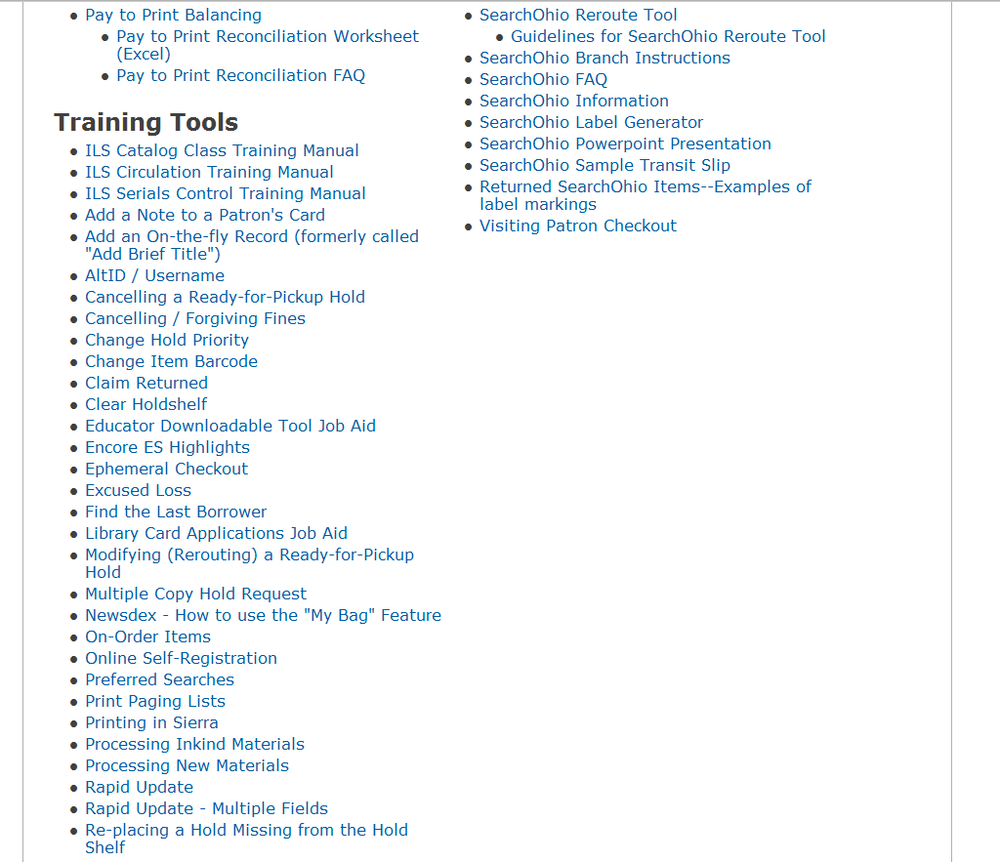 Pay to Print Balancing
Pay to Print Reconciliation Worksheet
(Excel)
Pay to Print Reconciliation FAQ
Training Tools
ILS Catalog Class Training Manual
ILS Circulation Training Manual
ILS Serials Control Training Manual
Add a Note to a Patron's Card
Add an On-the-fly Record (formerly called
"Add Brief Title")
AltID / Username
Cancelling a Ready-for-Pickup Hold
Cancelling / Forgiving Fines
Change Hold Priority
Change Item Barcode
Claim Returned
Clear Holdshelf
Educator Downloadable Tool Job Aid
Encore ES Highlights
Ephemeral Checkout
Excused Loss
Find the Last Borrower
Library Card Applications Job Aid
Modifying (Rerouting) a Ready-for-Pickup
Hold
Multiple Copy Hold Request
Newsdex - How to use the "My Bag" Feature
On-Order Items
Online Self-Registration
Preferred Searches
Print Paging Lists
Printing in Sierra
Processing Inkind Materials
Processing New Materials
Rapid Update
Rapid Update - Multiple Fields
Re-placing a Hold Missing from the Hold
Shelf
SearchOhio Reroute Tool
Guidelines for SearchOhio Reroute Tool
SearchOhio Branch Instructions
SearchOhio FAQ
SearchOhio Information
SearchOhio Label Generator
SearchOhio Powerpoint Presentation
SearchOhio Sample Transit Slip
Returned SearchOhio Items--Examples of
label markings
Visiting Patron Checkout